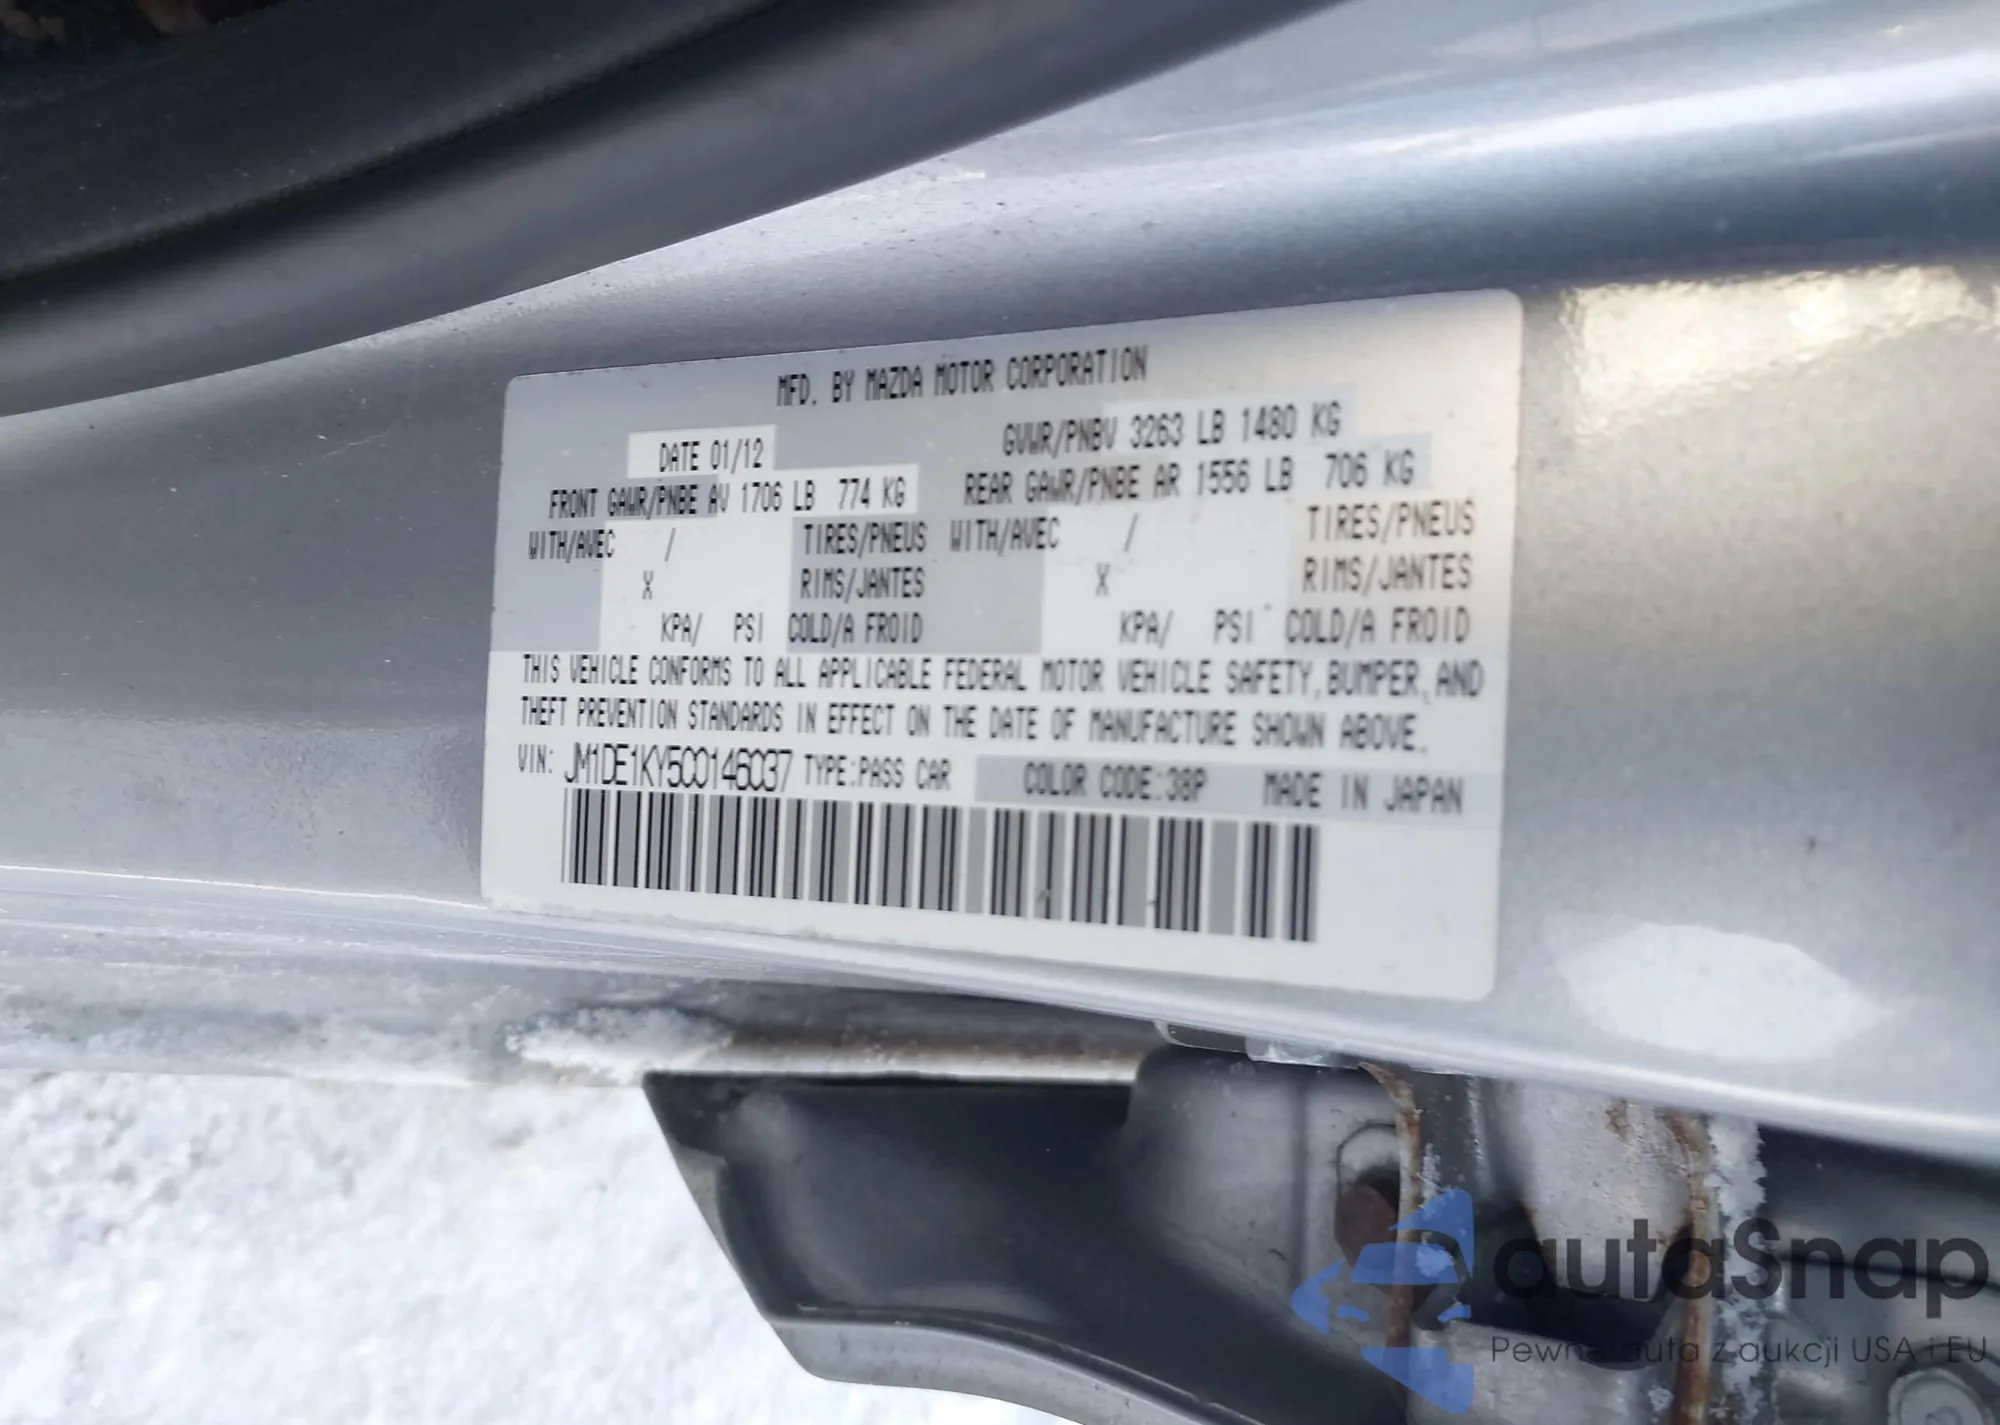 MFD. BY MAZDA MOTOR CORPORATION
DATE 01/12 GVWR/PNBV 3263 LB 1480 KG
FRONT GAWR/PNBE AV 1706 LB 774 KG REAR GAWR/PNBE AR 1556 LB 706 KG
WITH/AVEC / TIRES/PNEUS WITH/AVEC / TIRES/PNEUS
X RIMS/JANTES X RIMS/JANTES
KPA/ PSI COLD/A FROID KPA/ PSI COLD/A FROID
THIS VEHICLE CONFORMS TO ALL APPLICABLE FEDERAL MOTOR VEHICLE SAFETY, BUMPER, AND
THEFT PREVENTION STANDARDS IN EFFECT ON THE DATE OF MANUFACTURE SHOWN ABOVE.
VIN: JM1DE1KY5C0146037 TYPE:PASS CAR COLOR CODE:38P MADE IN JAPAN
autaSnap
Pewne auta z aukcji USA i EU